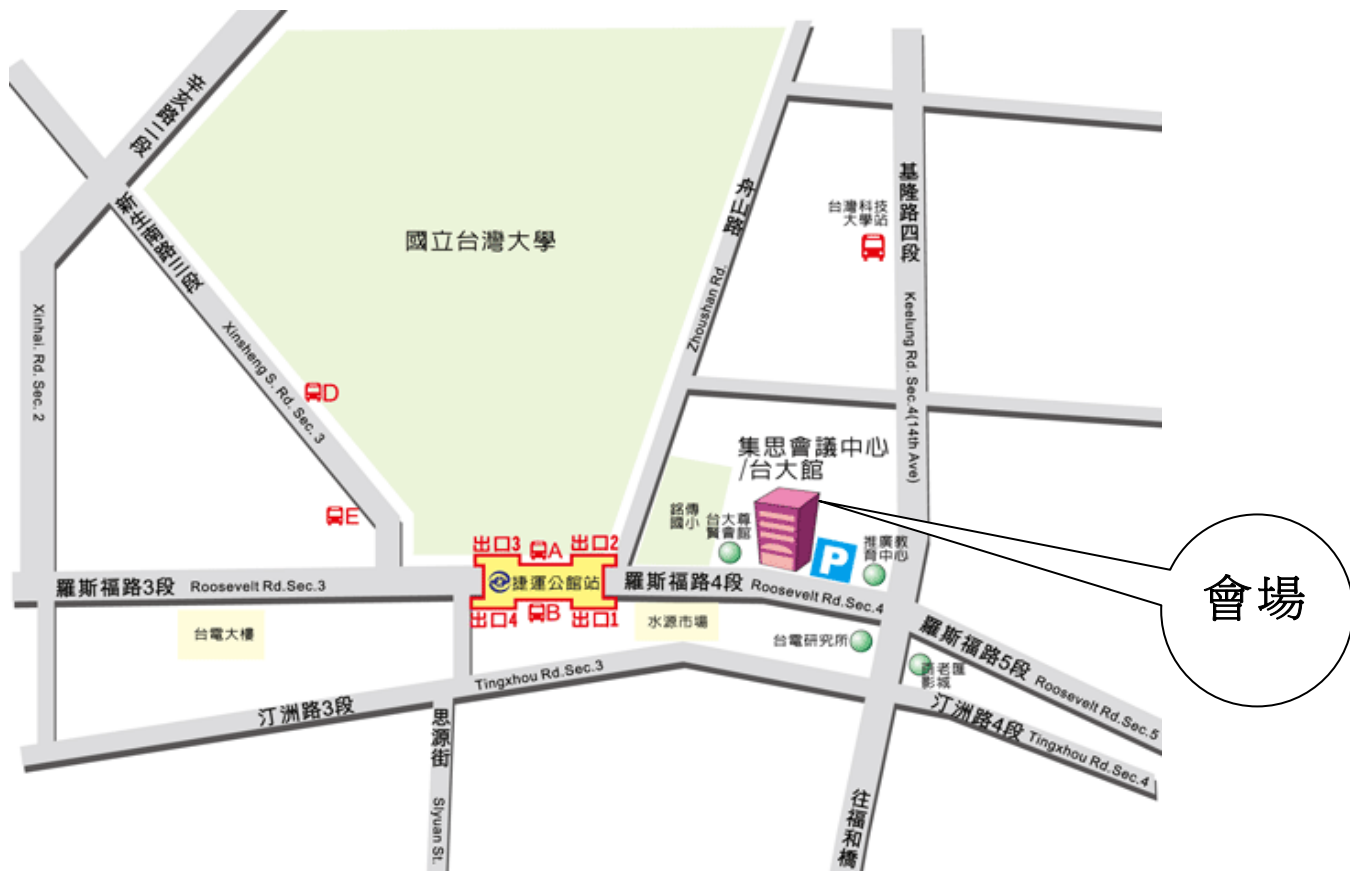 辛亥路二段
新生南路三段
國立台灣大學
舟山路
台灣科技
大學站
基隆路四段
Xinhai. Rd. Sec. 2
Xinsheng S. Rd. Sec. 3
Zhoushan Rd.
Keelung Rd. Sec.4(14th Ave)
D
E
集思會議中心
/台大館
銘傳
國小
台大尊
賢會館
P
推廣教
育中心
會場
出口3
A
出口2
羅斯福路3段
Roosevelt Rd.Sec.3
捷運公館站
羅斯福路4段
Roosevelt Rd.Sec.4
出口4
B
出口1
台電大樓
水源市場
台電研究所
羅斯福路5段
Roosevelt Rd.Sec.5
老匯
影城
汀洲路3段
Tingxhou Rd.Sec.3
汀洲路4段
Tingxhou Rd.Sec.4
思源街
Siyuan St.
往福和橋